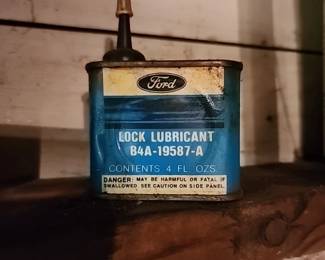 Ford
LOCK LUBRICANT
B4A-19587-A
CONTENTS 4 FL. OZS.
DANGER: MAY BE HARMFUL OR FATAL IF
SWALLOWED. SEE CAUTION ON SIDE PANEL.